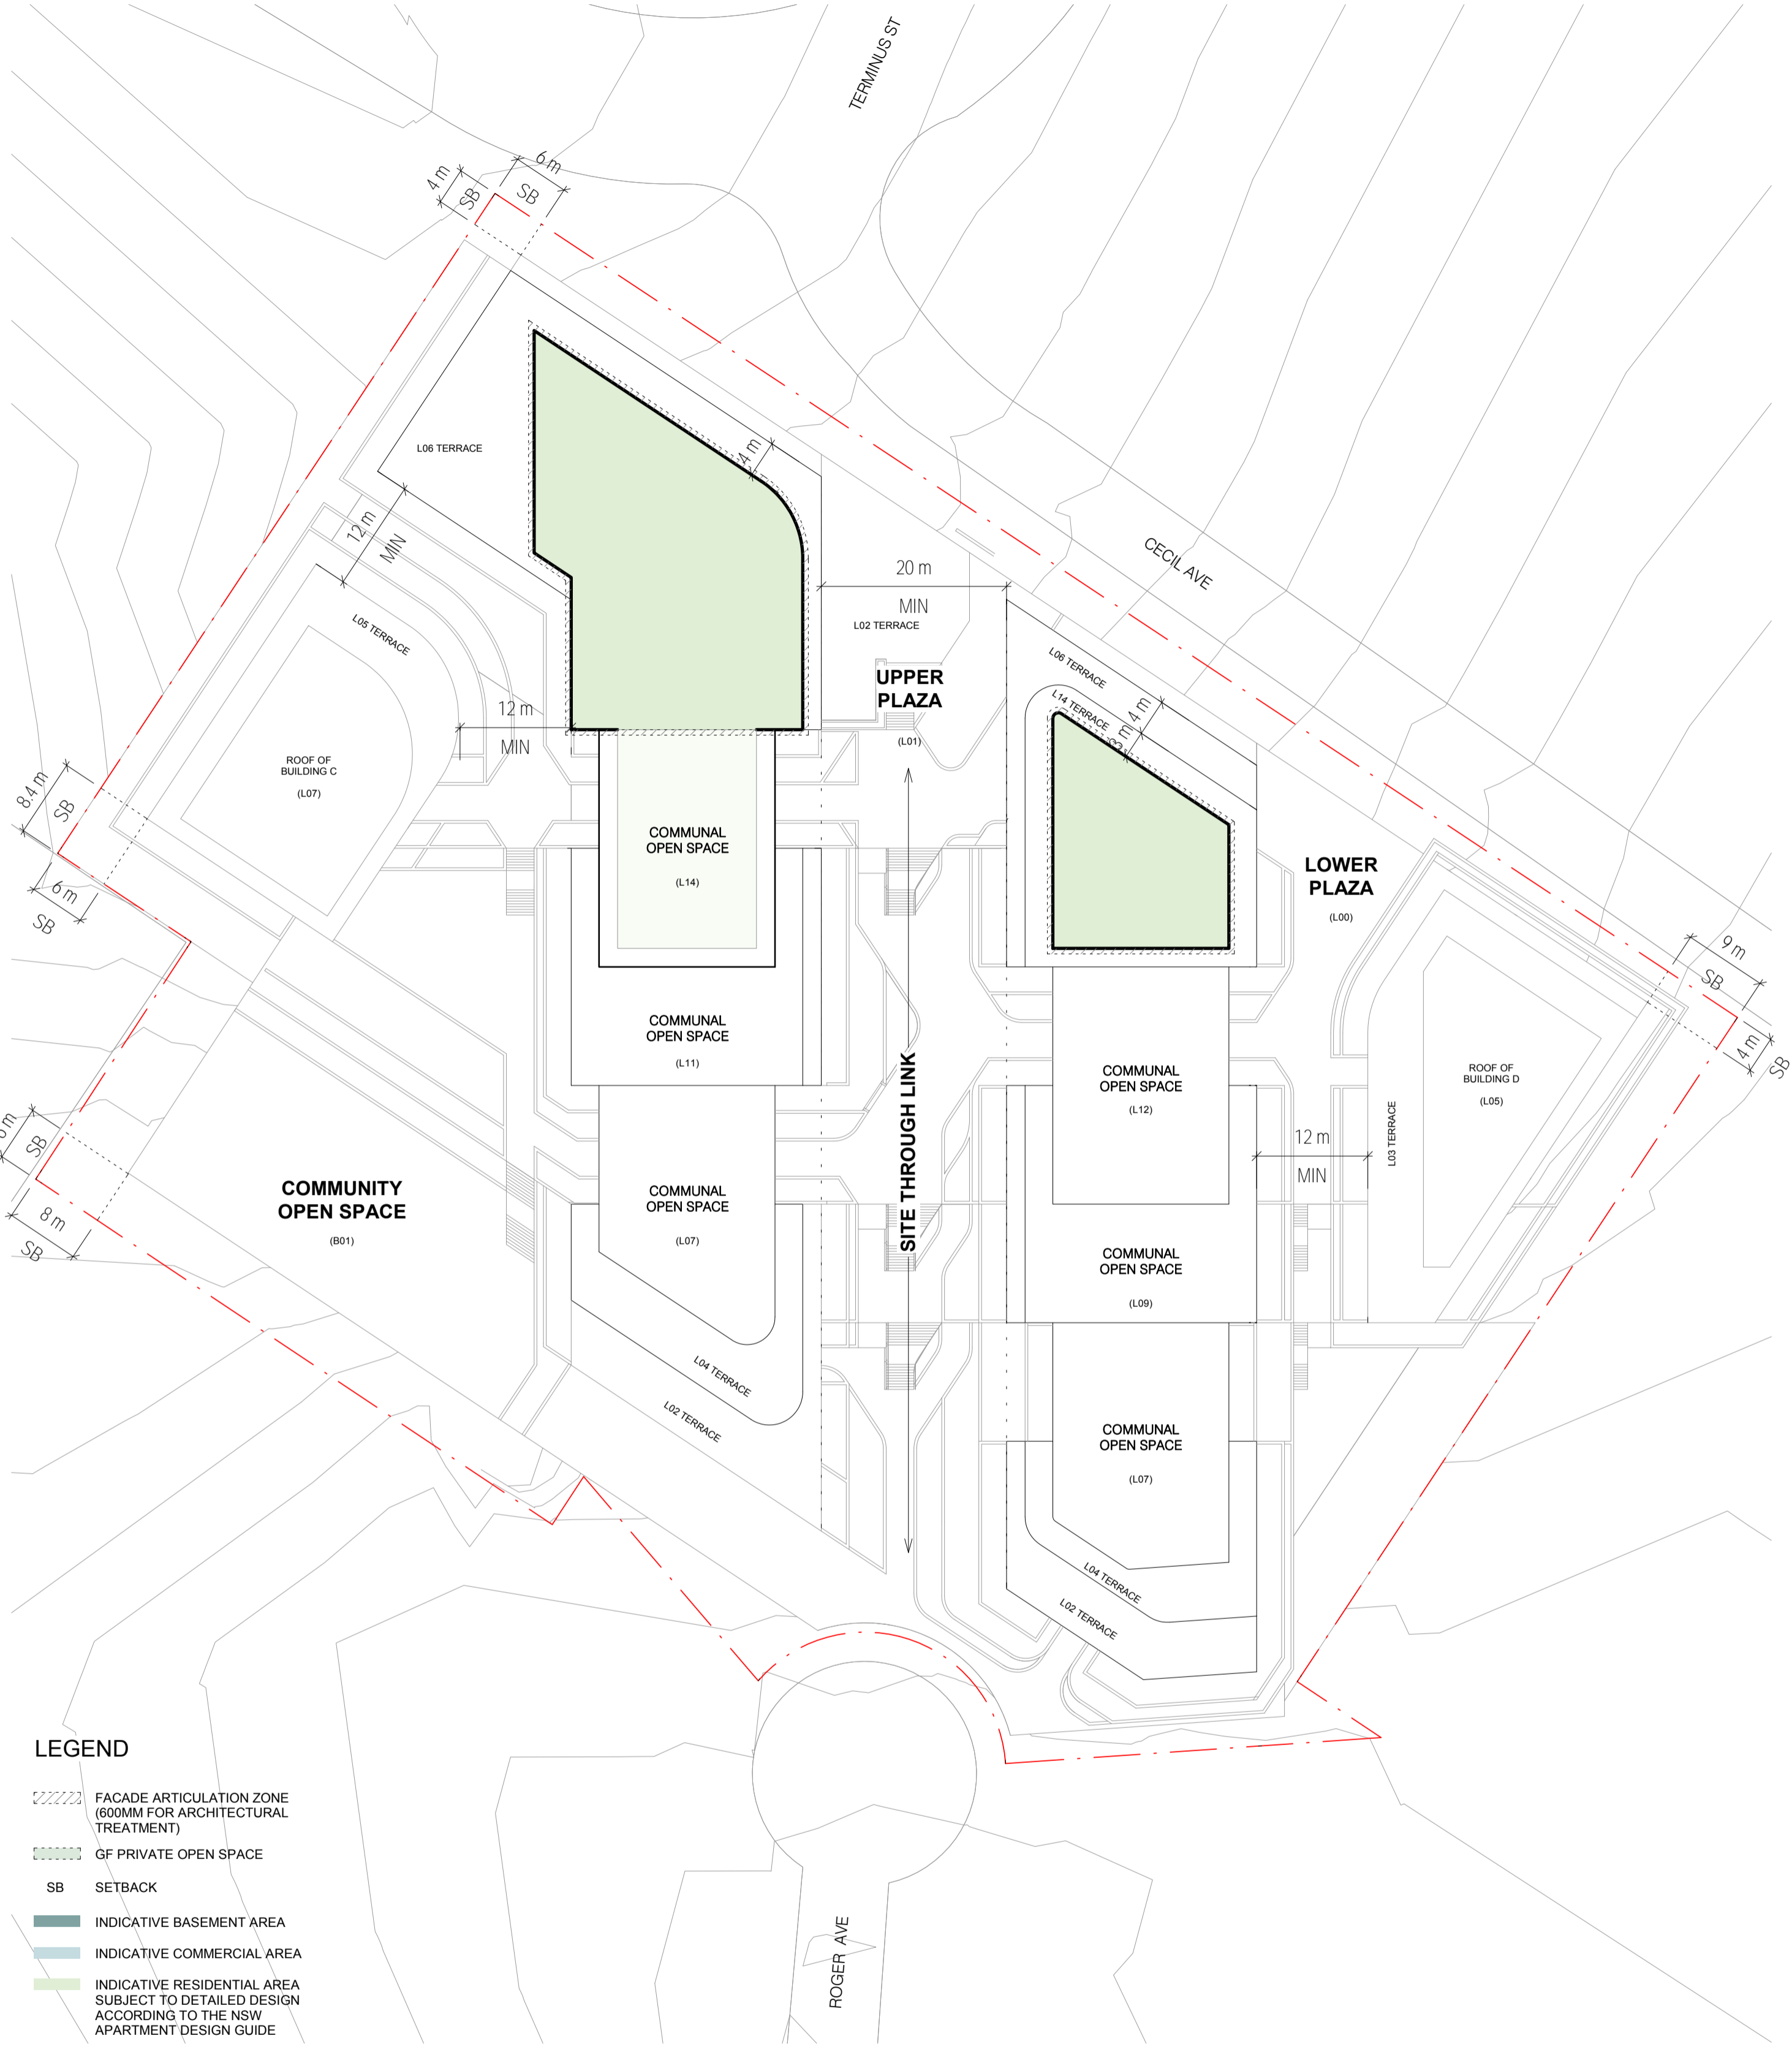 TERMINUS ST
6 m
SB
4 m
SB
L06 TERRACE
4 m
12 m
MIN
CECIL AVE
20 m
MIN
L02 TERRACE
L05 TERRACE
UPPER
PLAZA
(L01)
L06 TERRACE
L14 TERRACE
4 m
3 m
12 m
MIN
ROOF OF
BUILDING C
(L07)
8.4 m
SB
6 m
SB
COMMUNAL
OPEN SPACE
(L14)
LOWER
PLAZA
(L00)
9 m
SB
4 m
SB
COMMUNAL
OPEN SPACE
(L11)
SITE THROUGH LINK
COMMUNAL
OPEN SPACE
(L12)
ROOF OF
BUILDING D
(L05)
L03 TERRACE
12 m
MIN
SB
8 m
SB
COMMUNITY
OPEN SPACE
(B01)
COMMUNAL
OPEN SPACE
(L07)
COMMUNAL
OPEN SPACE
(L09)
L04 TERRACE
L02 TERRACE
COMMUNAL
OPEN SPACE
(L07)
L04 TERRACE
L02 TERRACE
ROGER AVE
LEGEND
FACADE ARTICULATION ZONE
(600MM FOR ARCHITECTURAL
TREATMENT)
GF PRIVATE OPEN SPACE
SB SETBACK
INDICATIVE BASEMENT AREA
INDICATIVE COMMERCIAL AREA
INDICATIVE RESIDENTIAL AREA
SUBJECT TO DETAILED DESIGN
ACCORDING TO THE NSW
APARTMENT DESIGN GUIDE